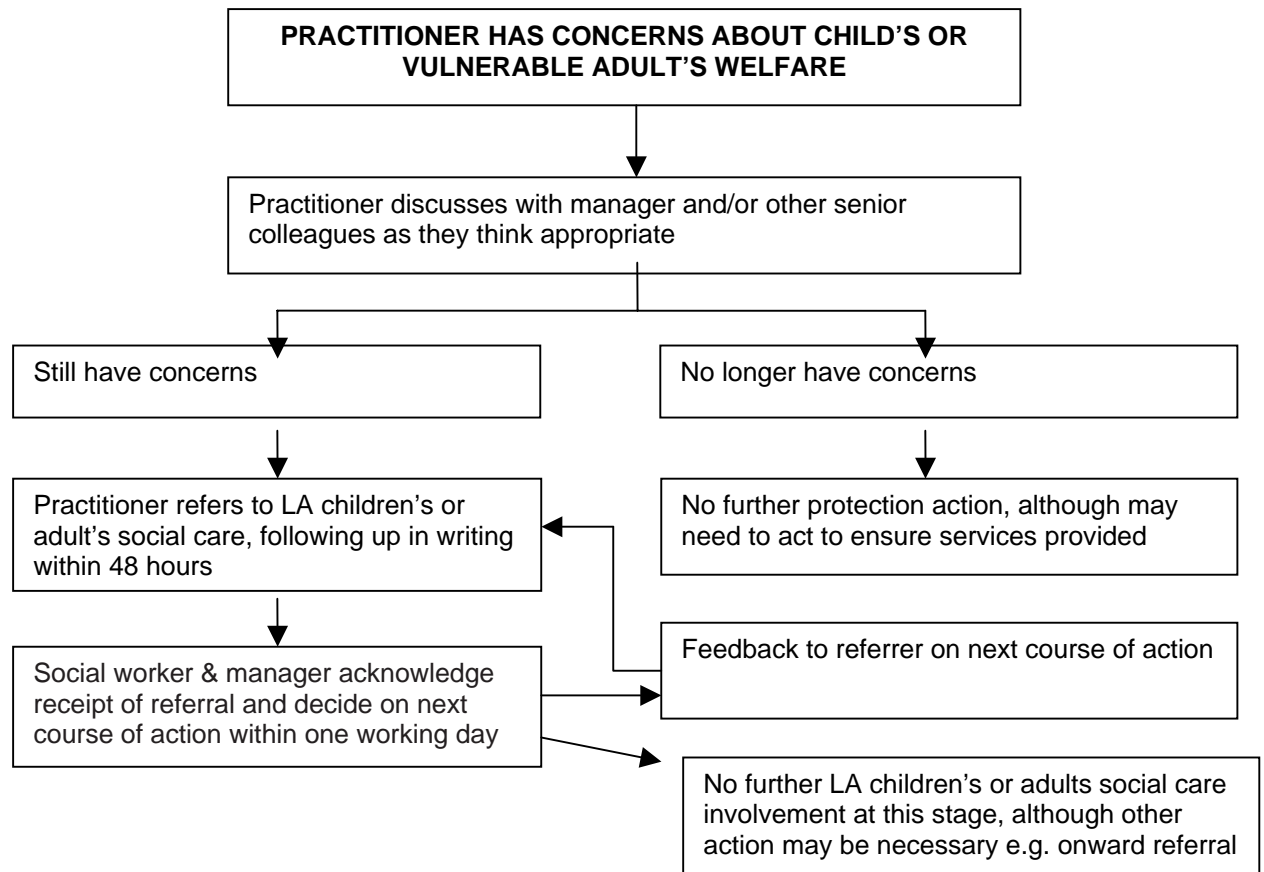 PRACTITIONER HAS CONCERNS ABOUT CHILD'S OR
VULNERABLE ADULT'S WELFARE
Practitioner discusses with manager and/or other senior
colleagues as they think appropriate
Still have concerns
No longer have concerns
Practitioner refers to LA children's or
adult's social care, following up in writing
within 48 hours
No further protection action, although may
need to act to ensure services provided
Social worker & manager acknowledge
receipt of referral and decide on next
course of action within one working day
Feedback to referrer on next course of action
No further LA children's or adults social care
involvement at this stage, although other
action may be necessary e.g. onward referral